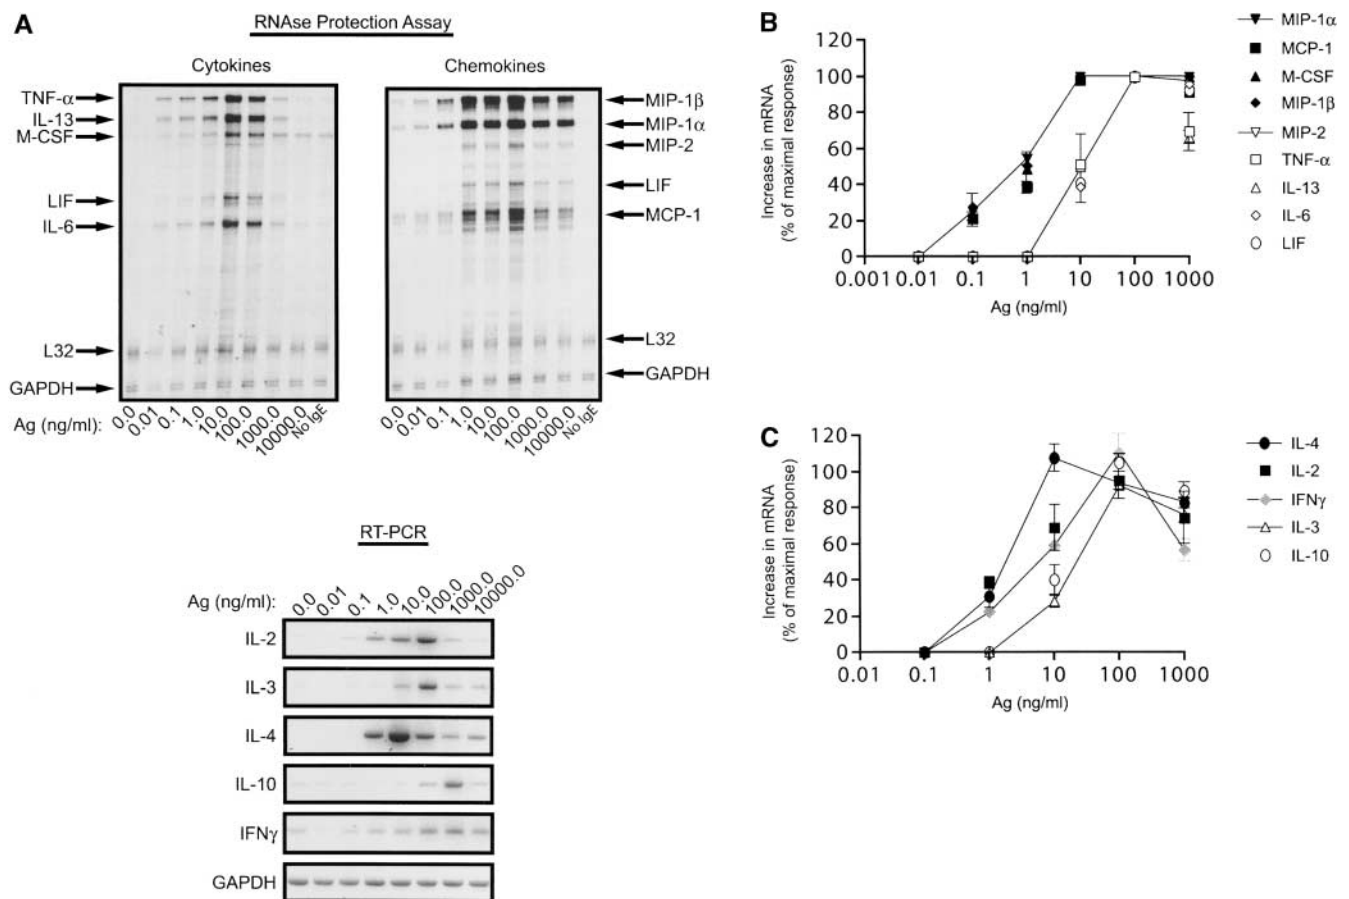 A
RNAse Protection Assay
Cytokines
Chemokines
TNF-α
IL-13
M-CSF
LIF
IL-6
L32
GAPDH
MIP-1β
MIP-1α
MIP-2
LIF
MCP-1
L32
GAPDH
Ag (ng/ml):
0.0
0.01
0.1
1.0
10.0
100.0
1000.0
10000.0
No IgE
0.0
0.01
0.1
1.0
10.0
100.0
1000.0
10000.0
No IgE
RT-PCR
Ag (ng/ml):
0.0
0.01
0.1
1.0
10.0
100.0
1000.0
10000.0
IL-2
IL-3
IL-4
IL-10
IFNγ
GAPDH
B
Increase in mRNA
(% of maximal response)
120
100
80
60
40
20
0
0.001 0.01 0.1 1 10 100 1000
Ag (ng/ml)
MIP-1α
MCP-1
M-CSF
MIP-1β
MIP-2
TNF-α
IL-13
IL-6
LIF
C
Increase in mRNA
(% of maximal response)
120
100
80
60
40
20
0
0.01 0.1 1 10 100 1000
Ag (ng/ml)
IL-4
IL-2
IFNγ
IL-3
IL-10